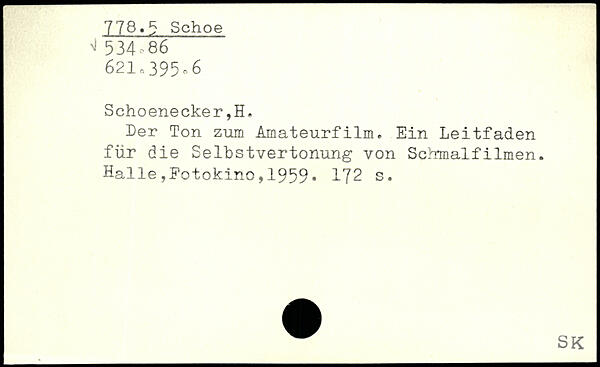 778.5 Schoe
√ 534.86
621.395.6
Schoenecker,H.
Der Ton zum Amateurfilm. Ein Leitfaden
für die Selbstvertonung von Schmalfilmen.
Halle,Fotokino,1959. 172 s.
SK